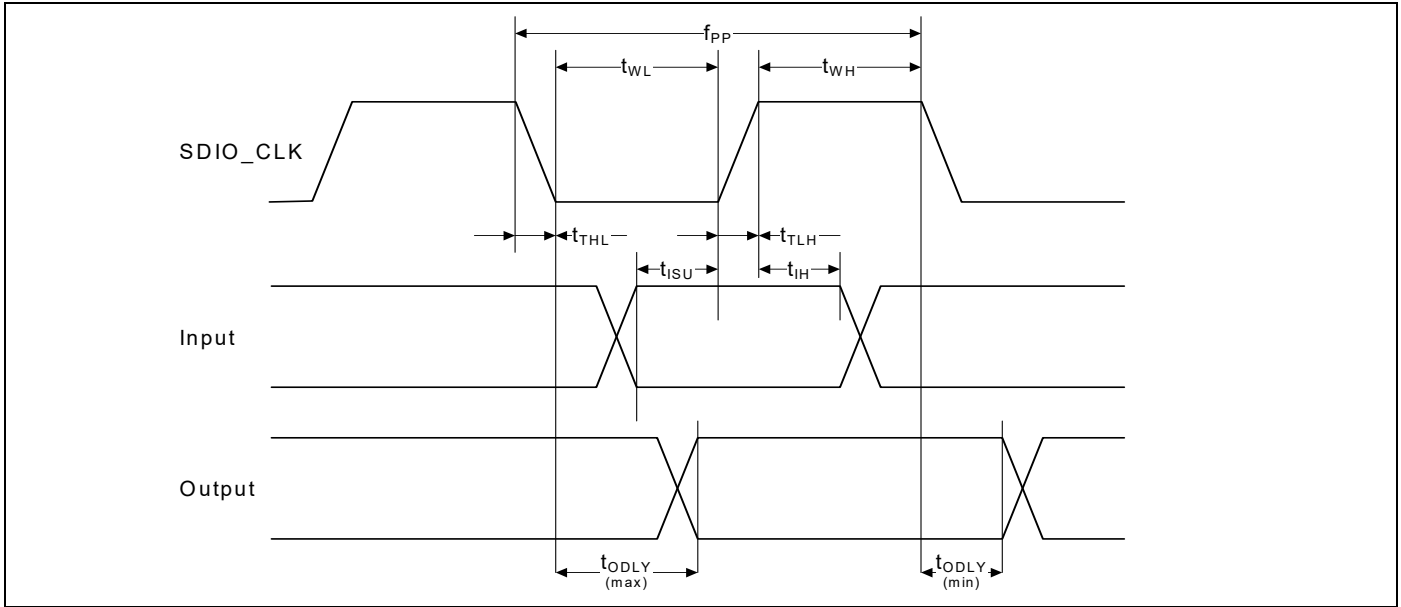 fPP
tWL
tWH
SDIO_CLK
tTHL
tTLH
tISU
tIH
Input
Output
tODLY
(max)
tODLY
(min)